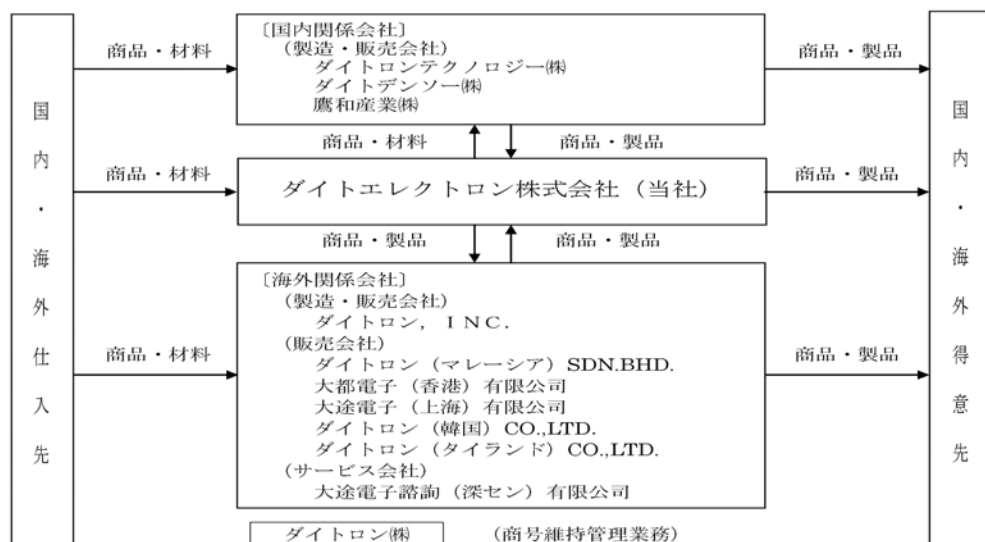 国内・海外仕入先
商品・材料
〔国内関係会社〕
(製造・販売会社)
ダイトロンテクノロジー㈱
ダイトデンソー㈱
鷹和産業㈱
商品・製品
商品・材料
商品・製品
商品・材料
ダイトエレクトロン株式会社（当社）
商品・製品
商品・製品
商品・製品
商品・材料
〔海外関係会社〕
(製造・販売会社)
ダイトロン，ＩＮＣ.
(販売会社)
ダイトロン（マレーシア）SDN.BHD.
大都電子（香港）有限公司
大途電子（上海）有限公司
ダイトロン（韓国）CO.,LTD.
ダイトロン（タイランド）CO.,LTD.
(サービス会社)
大途電子諮詢（深セン）有限公司
商品・製品
国内・海外得意先
ダイトロン㈱
(商号維持管理業務)